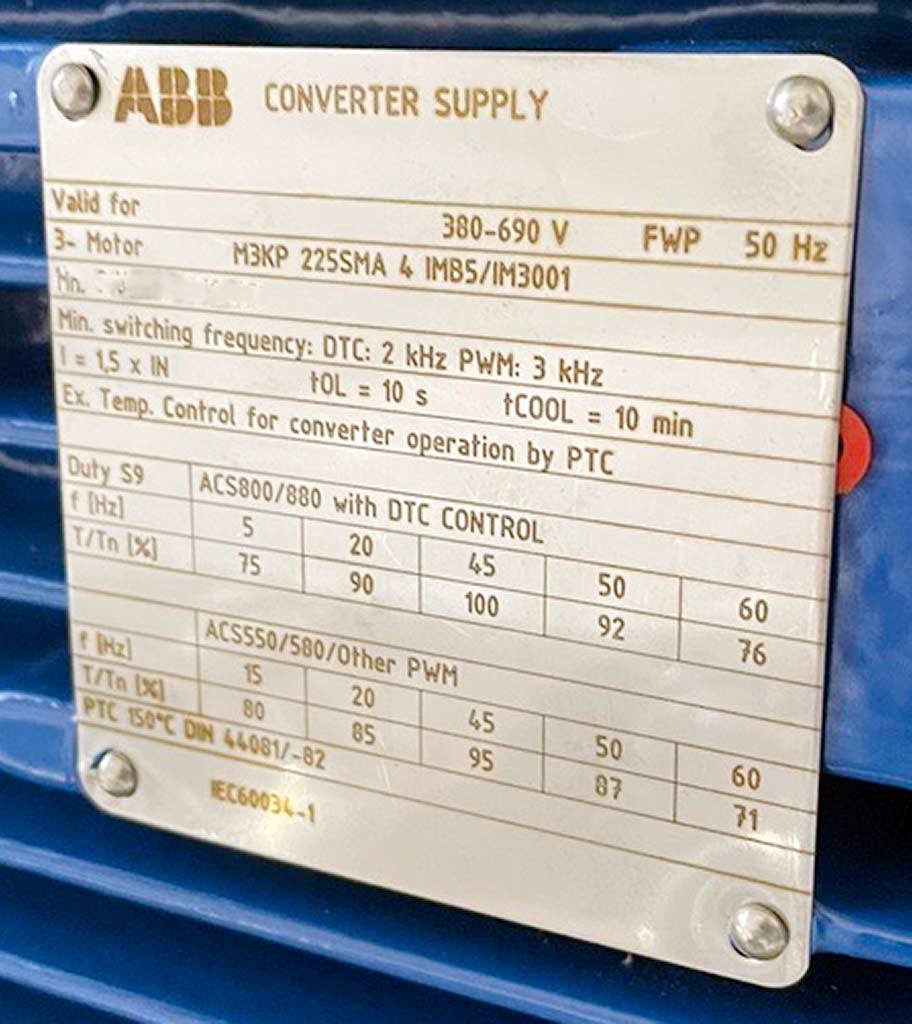 ABB CONVERTER SUPPLY
Valid for 380-690 V FWP 50 Hz
3~ Motor M3KP 225SMA 4 IMB5/IM3001
Mn.
Min. switching frequency: DTC: 2 kHz PWM: 3 kHz
I = 1,5 x IN tOL = 10 s tCOOL = 10 min
Ex. Temp. Control for converter operation by PTC
Duty S9 ACS800/880 with DTC CONTROL
f [Hz] 5 20 45 50 60
T/Tn [%] 75 90 100 92 76
ACS550/580/Other PWM
f [Hz] 15 20 45 50 60
T/Tn [%] 80 85 95 87 71
PTC 150°C DIN 44081/-82
IEC60034-1